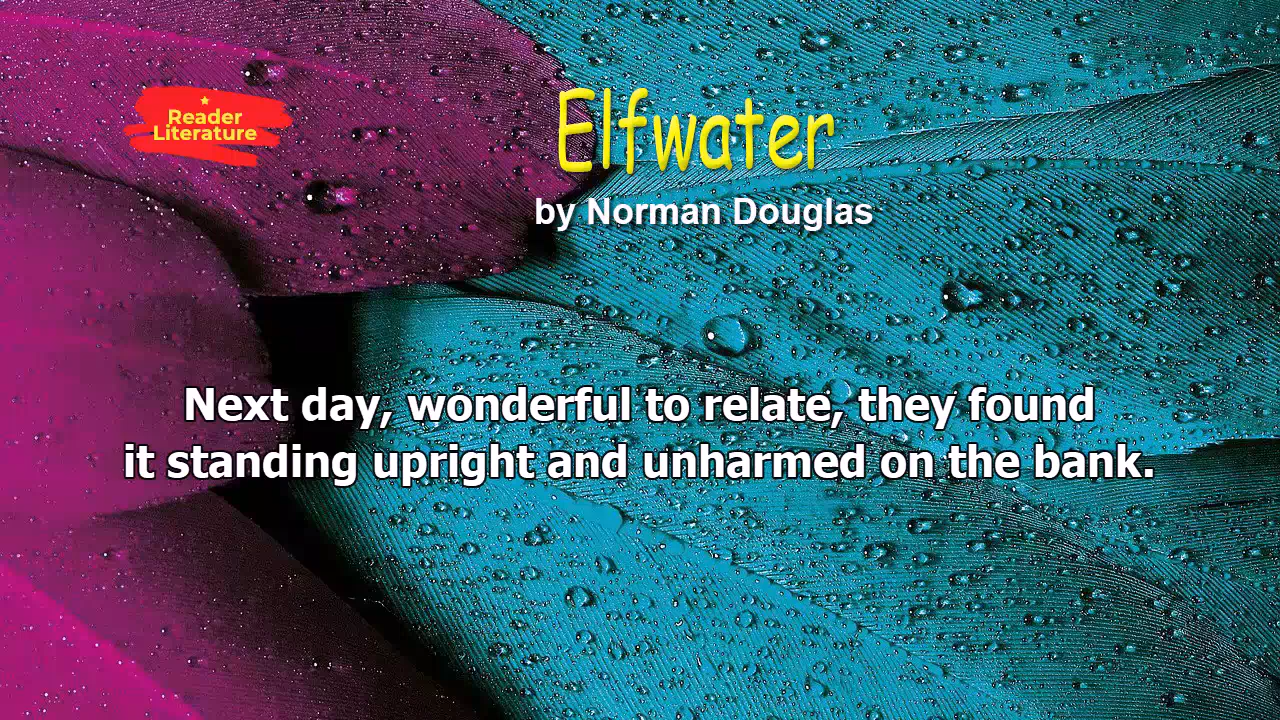 Reader
Literature
Elfwater
by Norman Douglas
Next day, wonderful to relate, they found
it standing upright and unharmed on the bank.